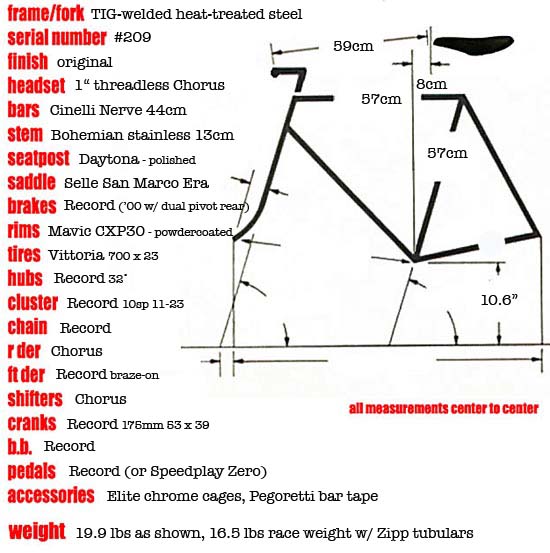 frame/fork TIG-welded heat-treated steel
serial number #209
finish original
headset 1" threadless Chorus
bars Cinelli Nerve 44cm
stem Bohemian stainless 13cm
seatpost Daytona - polished
saddle Selle San Marco Era
brakes Record ('00 w/ dual pivot rear)
rims Mavic CXP30 - powdercoated
tires Vittoria 700 x 23
hubs Record 32°
cluster Record 10sp 11-23
chain Record
r der Chorus
ft der Record braze-on
shifters Chorus
cranks Record 175mm 53 x 39
b.b. Record
pedals Record (or Speedplay Zero)
accessories Elite chrome cages, Pegoretti bar tape
weight 19.9 lbs as shown, 16.5 lbs race weight w/ Zipp tubulars
59cm
8cm
57cm
57cm
10.6"
all measurements center to center